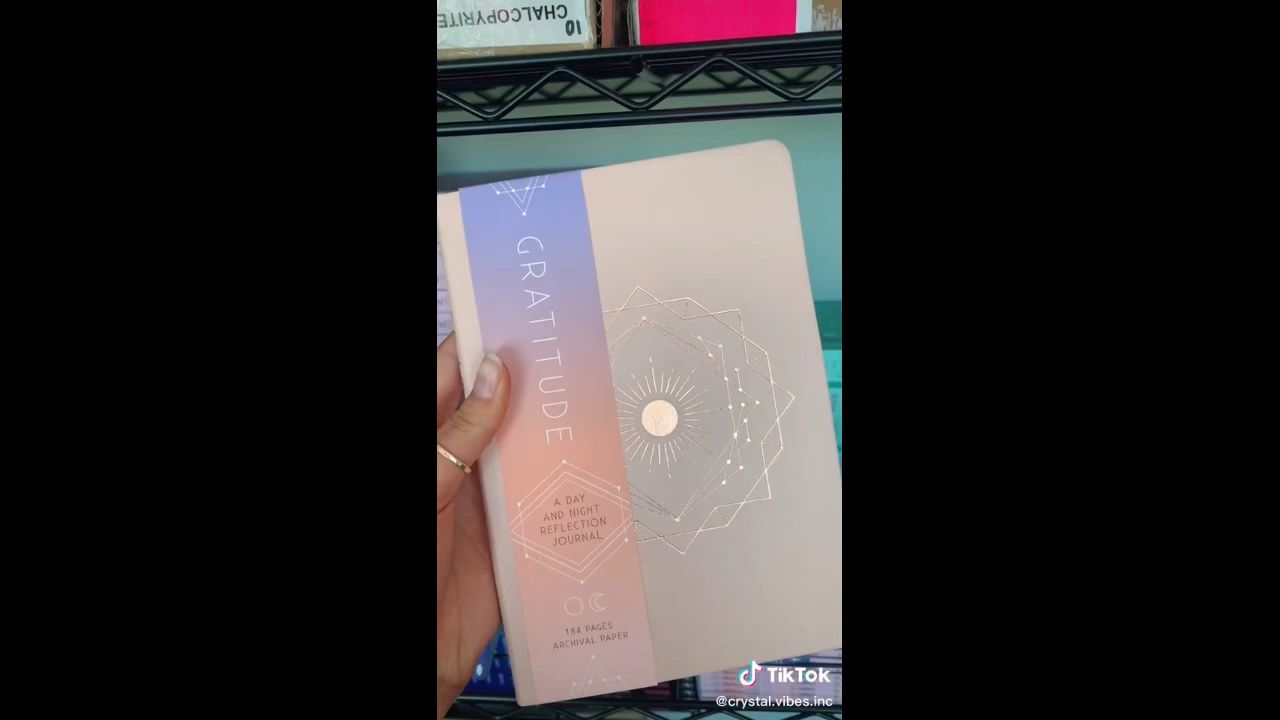 10 CHALCOPYRITE
GRATITUDE
A DAY
AND NIGHT
REFLECTION
JOURNAL
184 PAGES
ARCHIVAL PAPER
TikTok
@crystal.vibes.inc